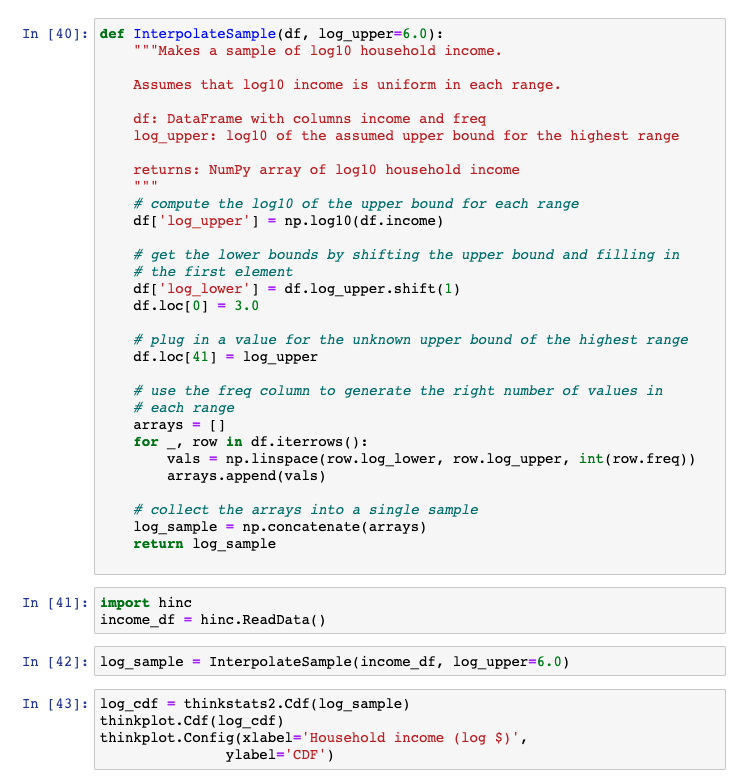 In [40]: def InterpolateSample(df, log_upper=6.0):
    """Makes a sample of log10 household income.

    Assumes that log10 income is uniform in each range.

    df: DataFrame with columns income and freq
    log_upper: log10 of the assumed upper bound for the highest range

    returns: NumPy array of log10 household income
    """
    # compute the log10 of the upper bound for each range
    df['log_upper'] = np.log10(df.income)

    # get the lower bounds by shifting the upper bound and filling in
    # the first element
    df['log_lower'] = df.log_upper.shift(1)
    df.loc[0] = 3.0

    # plug in a value for the unknown upper bound of the highest range
    df.loc[41] = log_upper

    # use the freq column to generate the right number of values in
    # each range
    arrays = []
    for _, row in df.iterrows():
        vals = np.linspace(row.log_lower, row.log_upper, int(row.freq))
        arrays.append(vals)

    # collect the arrays into a single sample
    log_sample = np.concatenate(arrays)
    return log_sample

In [41]: import hinc
income_df = hinc.ReadData()

In [42]: log_sample = InterpolateSample(income_df, log_upper=6.0)

In [43]: log_cdf = thinkstats2.Cdf(log_sample)
thinkplot.Cdf(log_cdf)
thinkplot.Config(xlabel='Household income (log $)',
               ylabel='CDF')